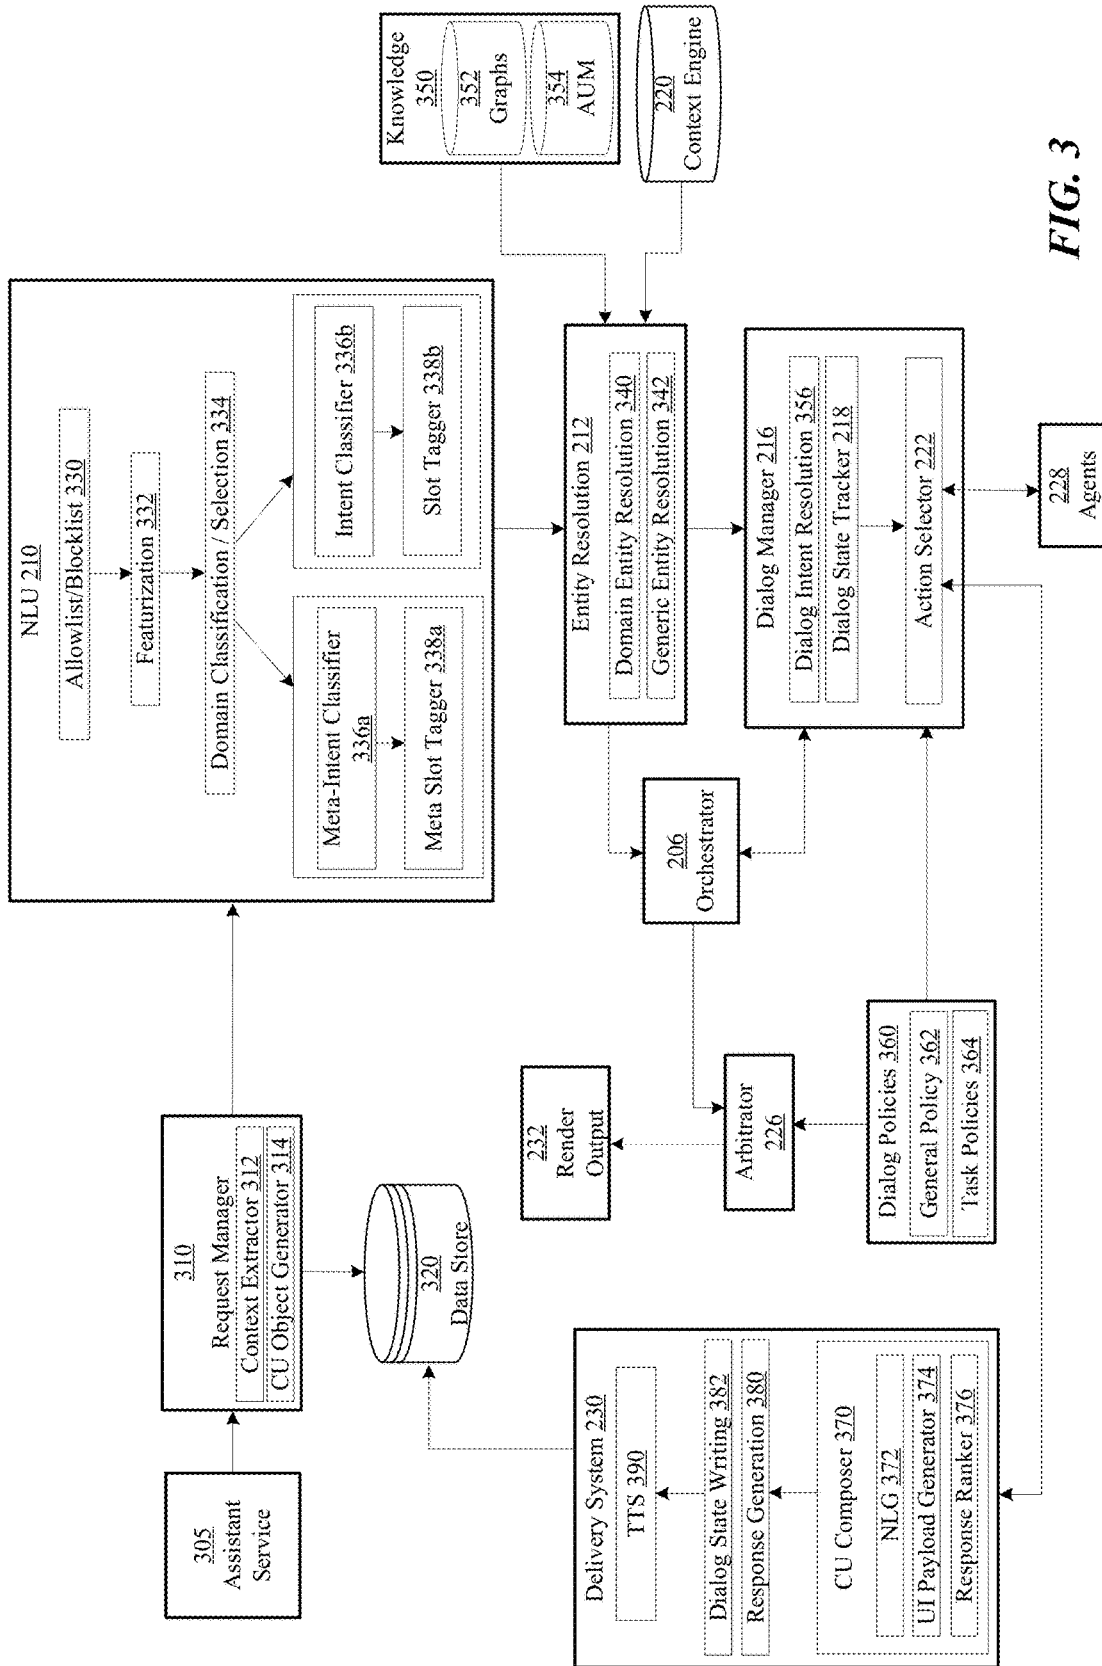 305
Assistant
Service
310
Request Manager
Context Extractor 312
CU Object Generator 314
320
Data Store
NLU 210
Allowlist/Blocklist 330
Featurization 332
Domain Classification / Selection 334
Meta-Intent Classifier
336a
Meta Slot Tagger 338a
Intent Classifier 336b
Slot Tagger 338b
Knowledge
350
352
Graphs
354
AUM
220
Context Engine
Entity Resolution 212
Domain Entity Resolution 340
Generic Entity Resolution 342
232
Render
Output
206
Orchestrator
Arbitrator
226
Dialog Manager 216
Dialog Intent Resolution 356
Dialog State Tracker 218
Action Selector 222
228
Agents
Dialog Policies 360
General Policy 362
Task Policies 364
Delivery System 230
TTS 390
Dialog State Writing 382
Response Generation 380
CU Composer 370
NLG 372
UI Payload Generator 374
Response Ranker 376
FIG. 3